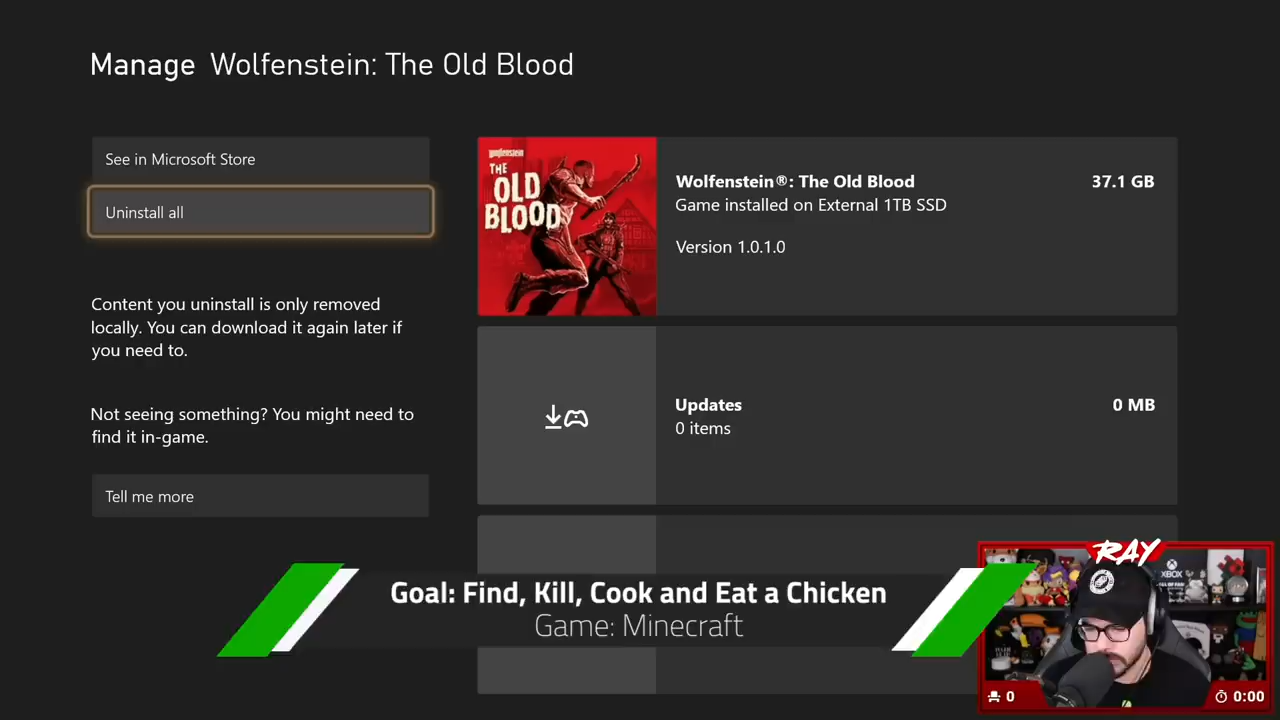 Manage Wolfenstein: The Old Blood
See in Microsoft Store
Uninstall all
Content you uninstall is only removed
locally. You can download it again later if
you need to.
Not seeing something? You might need to
find it in-game.
Tell me more
Wolfenstein
THE
OLD
BLOOD
Wolfenstein®: The Old Blood
37.1 GB
Game installed on External 1TB SSD
Version 1.0.1.0
Updates
0 MB
0 items
Goal: Find, Kill, Cook and Eat a Chicken
Game: Minecraft
RAY
XBOX
0
0:00